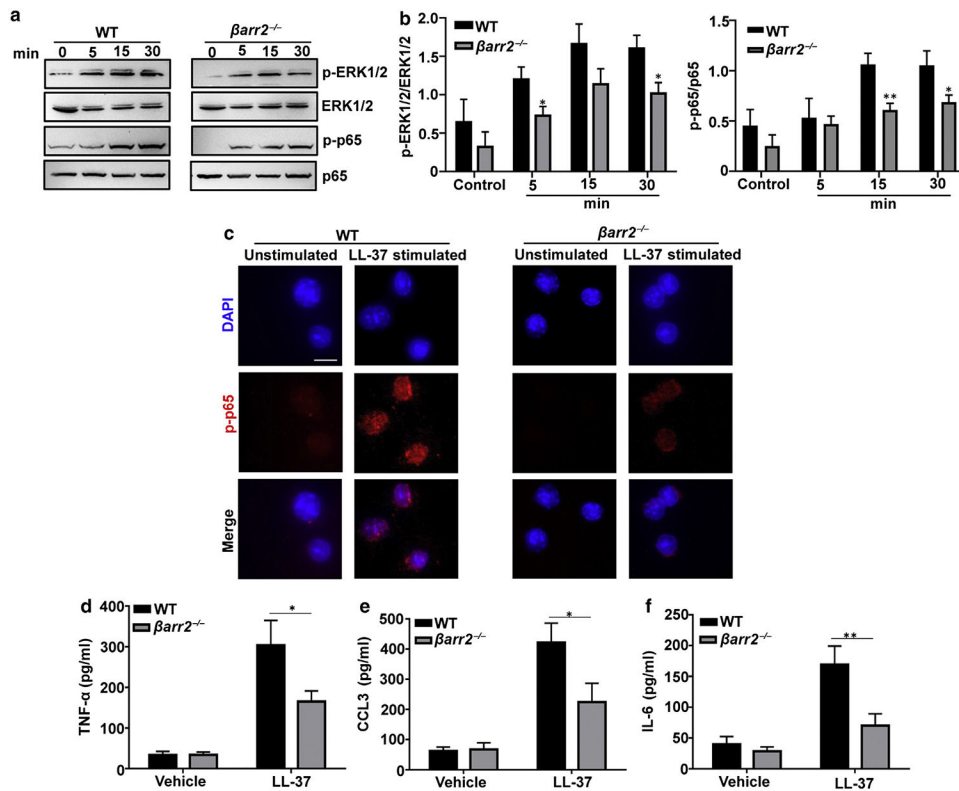 a
WT
βarr2⁻/⁻
min 0 5 15 30
0 5 15 30
p-ERK1/2
ERK1/2
p-p65
p65
b
WT
βarr2⁻/⁻
p-ERK1/2/ERK1/2
2.0
1.5
1.0
0.5
0
*
*
Control 5 15 30
min
WT
βarr2⁻/⁻
p-p65/p65
1.5
1.0
0.5
0
**
*
Control 5 15 30
min
c
WT
βarr2⁻/⁻
Unstimulated LL-37 stimulated
Unstimulated LL-37 stimulated
DAPI
p-p65
Merge
d
WT
βarr2⁻/⁻
TNF-α (pg/ml)
400
300
200
100
0
*
Vehicle LL-37
e
WT
βarr2⁻/⁻
CCL3 (pg/ml)
500
400
300
200
100
0
*
Vehicle LL-37
f
WT
βarr2⁻/⁻
IL-6 (pg/ml)
250
200
150
100
50
0
**
Vehicle LL-37